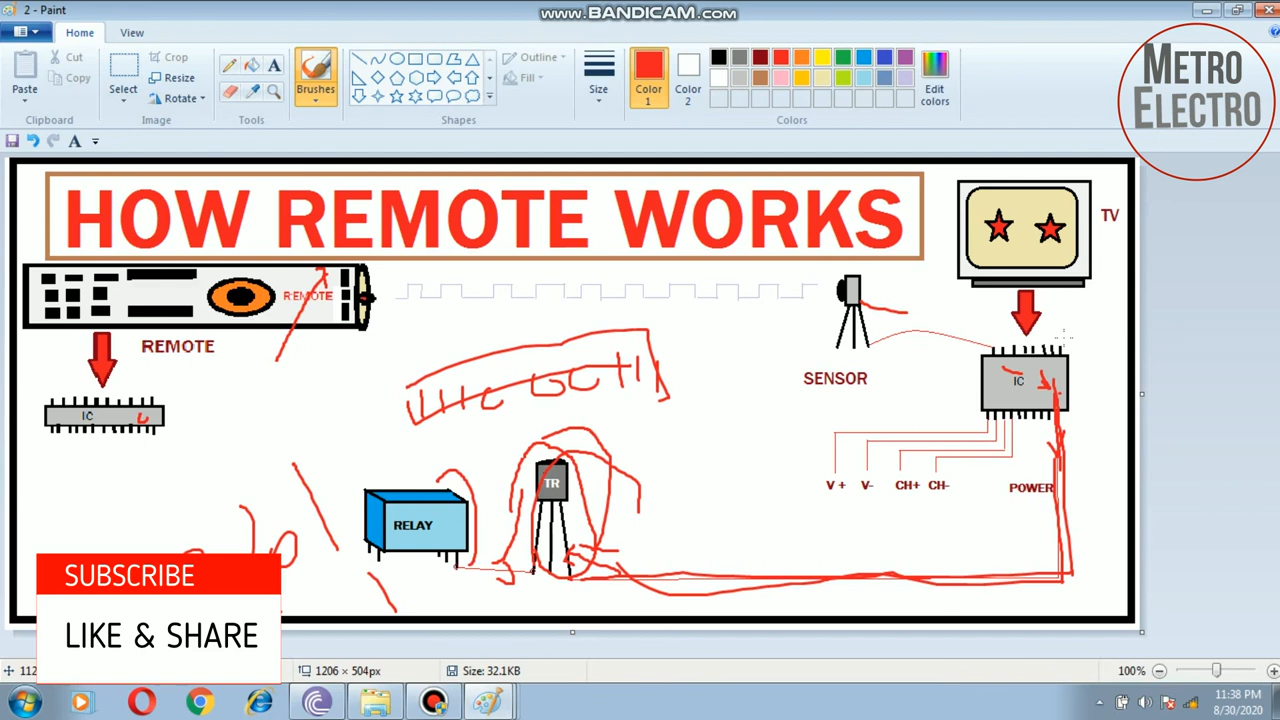 2 - Paint
www.BANDICAM.com
Home
View
Paste
Cut
Copy
Clipboard
Select
Crop
Resize
Rotate
Image
A
Tools
Brushes
Shapes
Outline
Fill
Size
Color
1
Color
2
Colors
Edit
colors
METRO
ELECTRO
A
HOW REMOTE WORKS
TV
REMOTE
REMOTE
SENSOR
IC
IC
V +
V-
CH+
CH-
POWER
TR
RELAY
SUBSCRIBE
LIKE & SHARE
1206 × 504px
Size: 32.1KB
100%
11:38 PM
8/30/2020